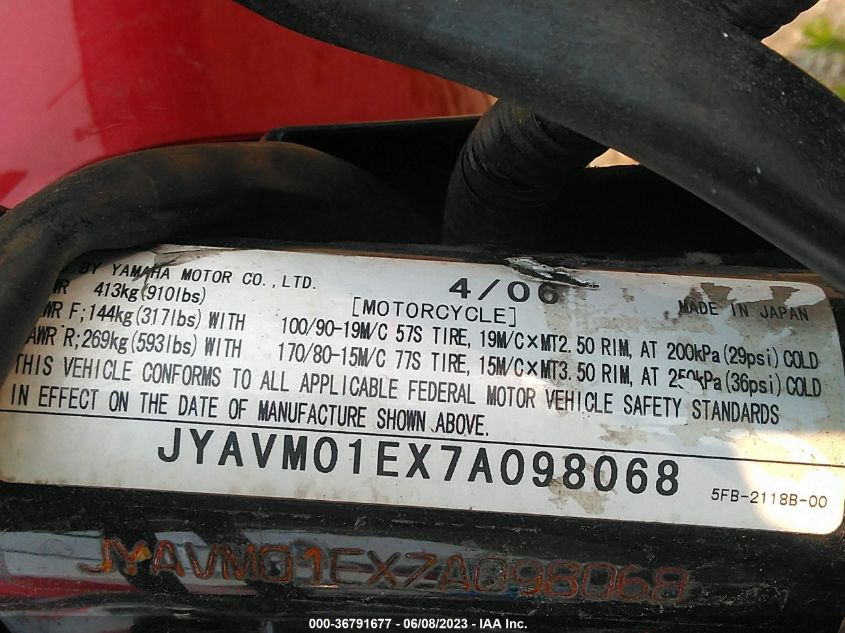 BY YAMAHA MOTOR CO., LTD. 4/06 MADE IN JAPAN
413kg(910lbs) [MOTORCYCLE]
F; 144kg(317lbs) WITH 100/90-19M/C 57S TIRE, 19M/C×MT2.50 RIM, AT 200kPa(29psi) COLD
R; 269kg(593lbs) WITH 170/80-15M/C 77S TIRE, 15M/C×MT3.50 RIM, AT 250kPa(36psi) COLD
THIS VEHICLE CONFORMS TO ALL APPLICABLE FEDERAL MOTOR VEHICLE SAFETY STANDARDS
IN EFFECT ON THE DATE OF MANUFACTURE SHOWN ABOVE.
JYAVM01EX7A098068
5FB-2118B-00
JYAVM01EX7A098068
000-36791677 - 06/08/2023 - IAA Inc.